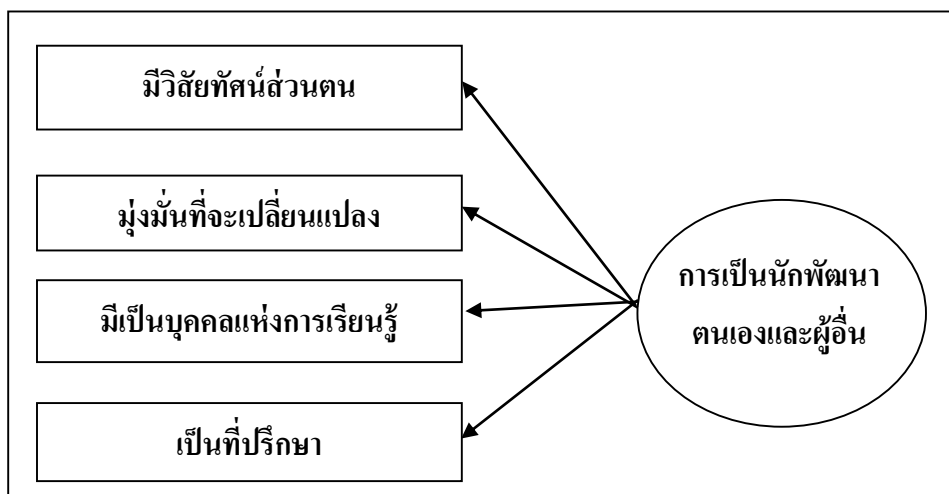 มีวิสัยทัศน์ส่วนตน
มุ่งมั่นที่จะเปลี่ยนแปลง
มีเป็นบุคคลแห่งการเรียนรู้
เป็นที่ปรึกษา
การเป็นนักพัฒนา
ตนเองและผู้อื่น